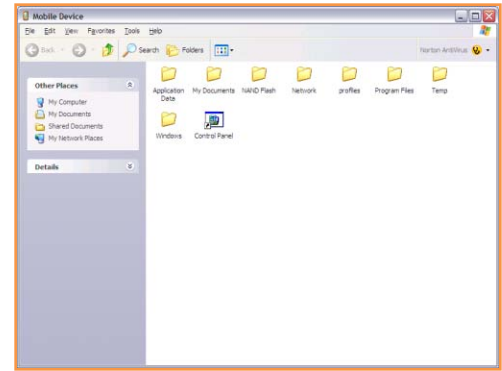 Mobile Device
File Edit View Favorites Tools Help
Back Search Folders Norton AntiVirus
Other Places
My Computer
My Documents
Shared Documents
My Network Places
Details
Application Data
My Documents
NAND Flash
Network
profiles
Program Files
Temp
Windows
Control Panel